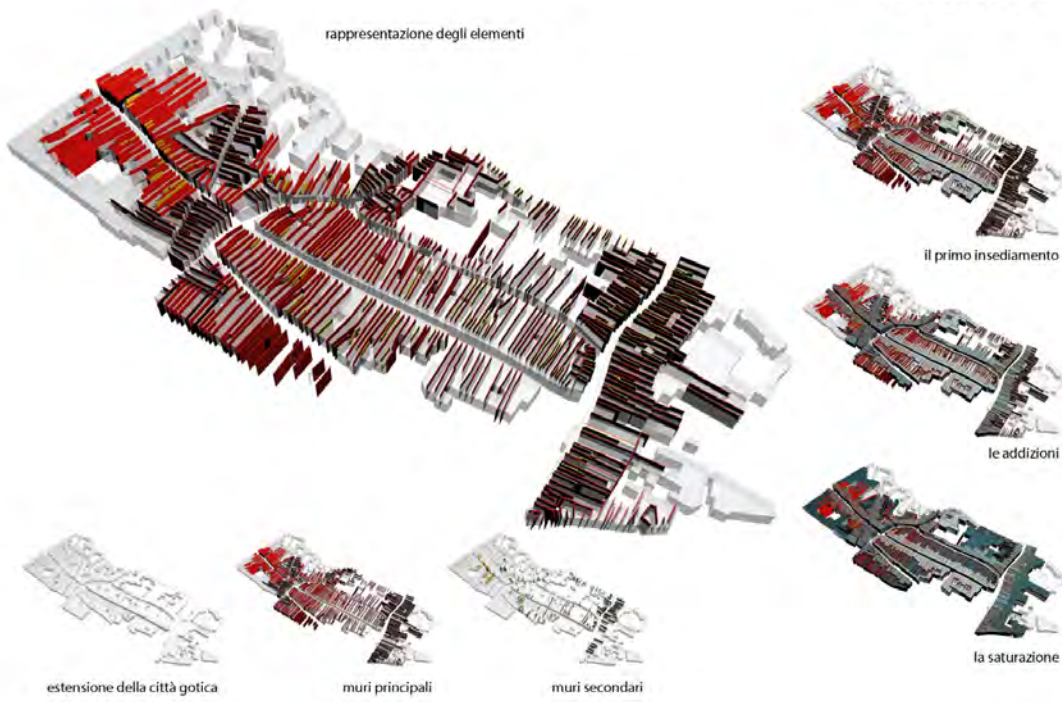 rappresentazione degli elementi
il primo insediamento
le addizioni
la saturazione
estensione della città gotica
muri principali
muri secondari